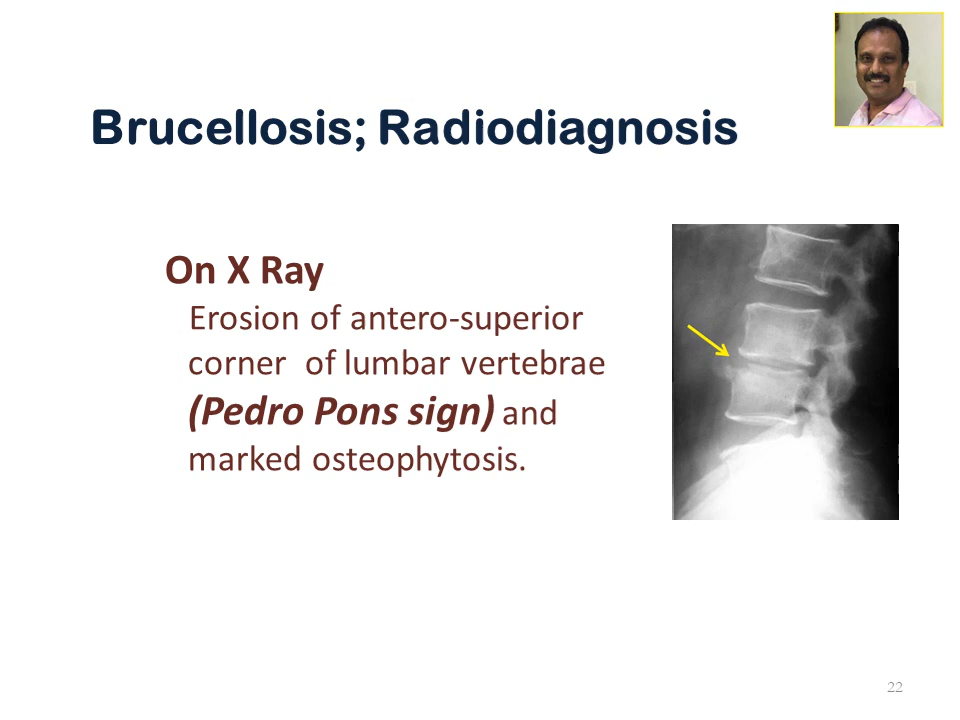 Brucellosis; Radiodiagnosis
On X Ray
Erosion of antero-superior
corner of lumbar vertebrae
(Pedro Pons sign) and
marked osteophytosis.
22